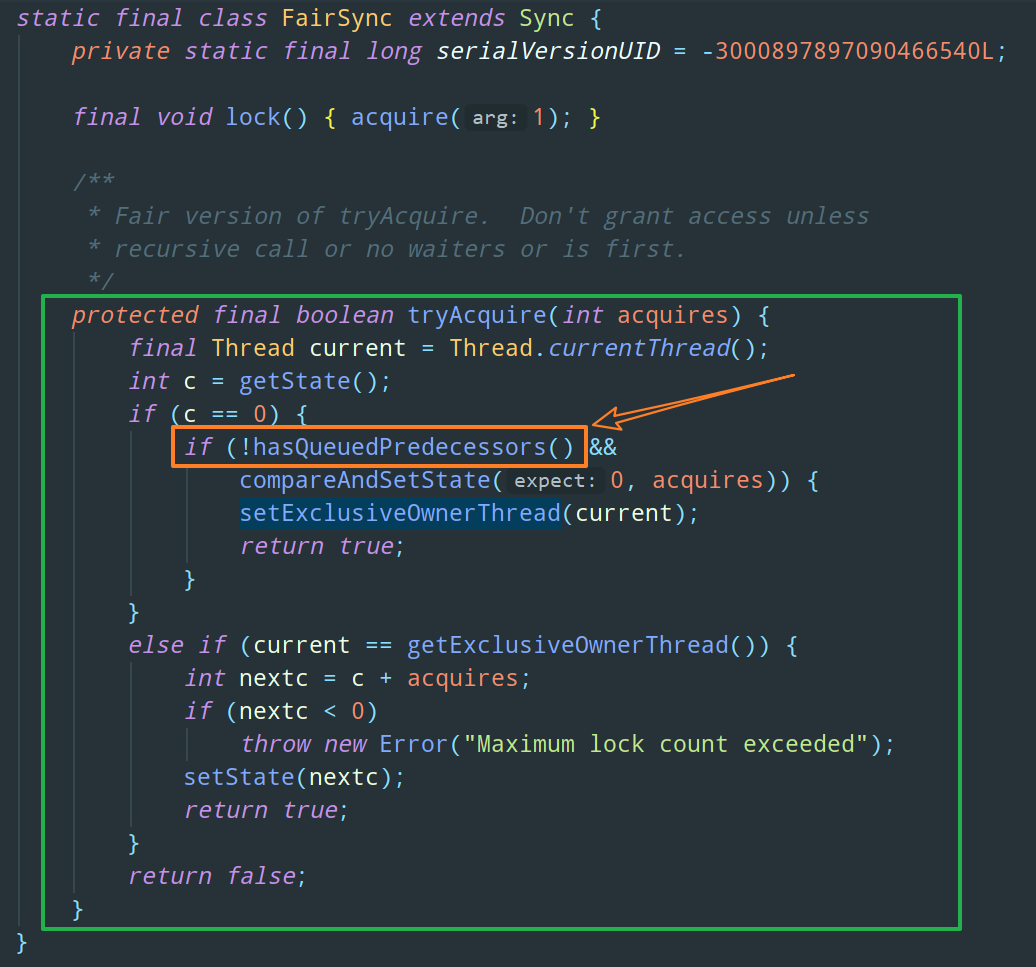 static final class FairSync extends Sync {
private static final long serialVersionUID = -3000897897090466540L;
final void lock() { acquire( arg: 1); }
/**
* Fair version of tryAcquire.  Don't grant access unless
* recursive call or no waiters or is first.
*/
protected final boolean tryAcquire(int acquires) {
final Thread current = Thread.currentThread();
int c = getState();
if (c == 0) {
if (!hasQueuedPredecessors() &&
compareAndSetState( expect: 0, acquires)) {
setExclusiveOwnerThread(current);
return true;
}
}
else if (current == getExclusiveOwnerThread()) {
int nextc = c + acquires;
if (nextc < 0)
throw new Error("Maximum lock count exceeded");
setState(nextc);
return true;
}
return false;
}
}